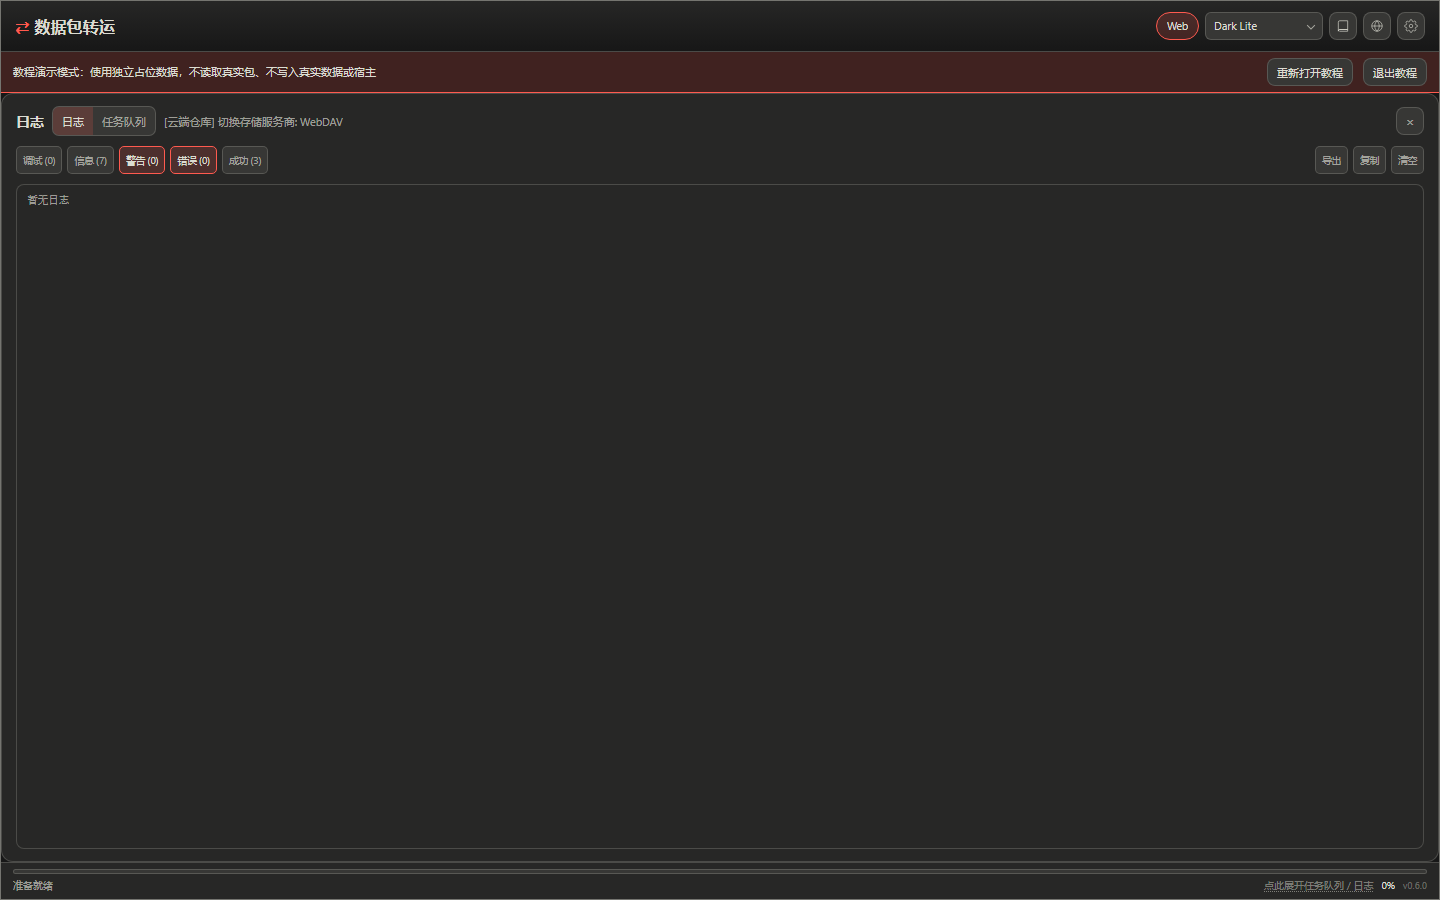 数据包转运
Web
Dark Lite
教程演示模式：使用独立占位数据，不读取真实包、不写入真实数据或宿主
重新打开教程
退出教程
日志
日志
任务队列
[云端仓库] 切换存储服务商: WebDAV
×
调试 (0)
信息 (7)
警告 (0)
错误 (0)
成功 (3)
导出
复制
清空
暂无日志
准备就绪
点此展开任务队列 / 日志
0%
v0.6.0